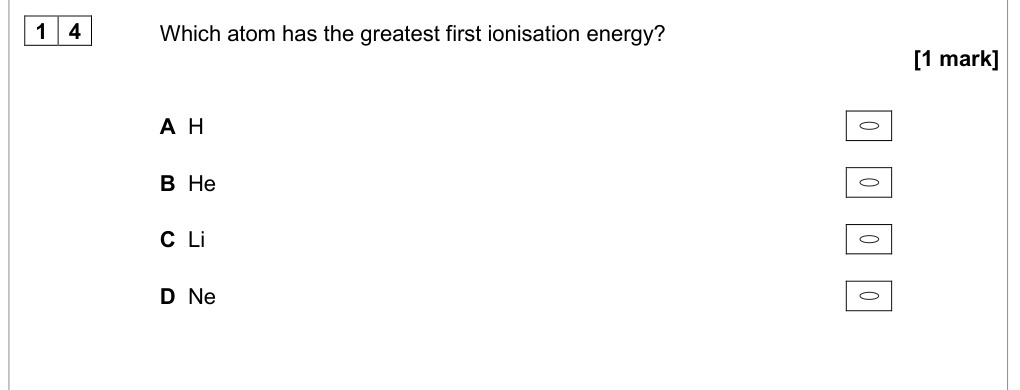 1 4 Which atom has the greatest first ionisation energy?
[1 mark]
A H
B He
C Li
D Ne